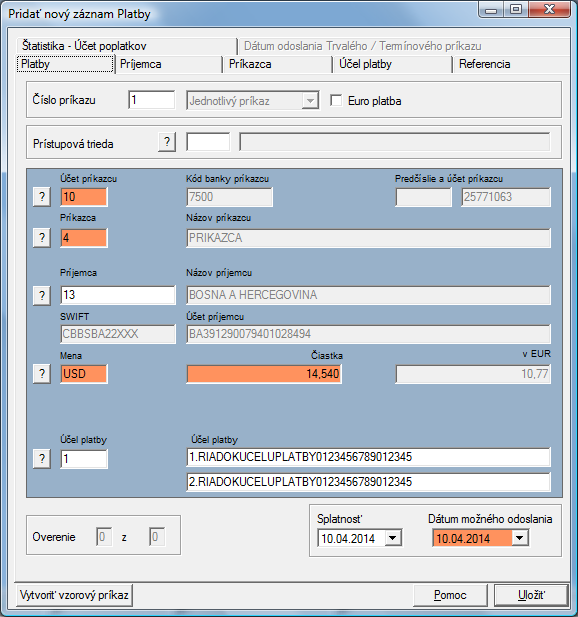 Pridať nový záznam Platby
Štatistika - Účet poplatkov Dátum odoslania Trvalého / Termínového príkazu
Platby Príjemca Príkazca Účel platby Referencia
Číslo príkazu 1 Jednotlivý príkaz Euro platba
Prístupová trieda ?
Účet príkazcu Kód banky príkazcu Predčíslie a účet príkazcu
? 10 7500 25771063
Príkazca Názov príkazcu
? 4 PRIKAZCA
Príjemca Názov príjemcu
? 13 BOSNA A HERCEGOVINA
SWIFT Účet príjemcu
CBBSBA22XXX BA391290079401028494
Mena Čiastka v EUR
? USD 14,540 10,77
Účel platby Účel platby
? 1 1.RIADOKUCELUPLATBY0123456789012345
2.RIADOKUCELUPLATBY0123456789012345
Overenie 0 z 0
Splatnosť Dátum možného odoslania
10.04.2014 10.04.2014
Vytvoriť vzorový príkaz Pomoc Uložiť